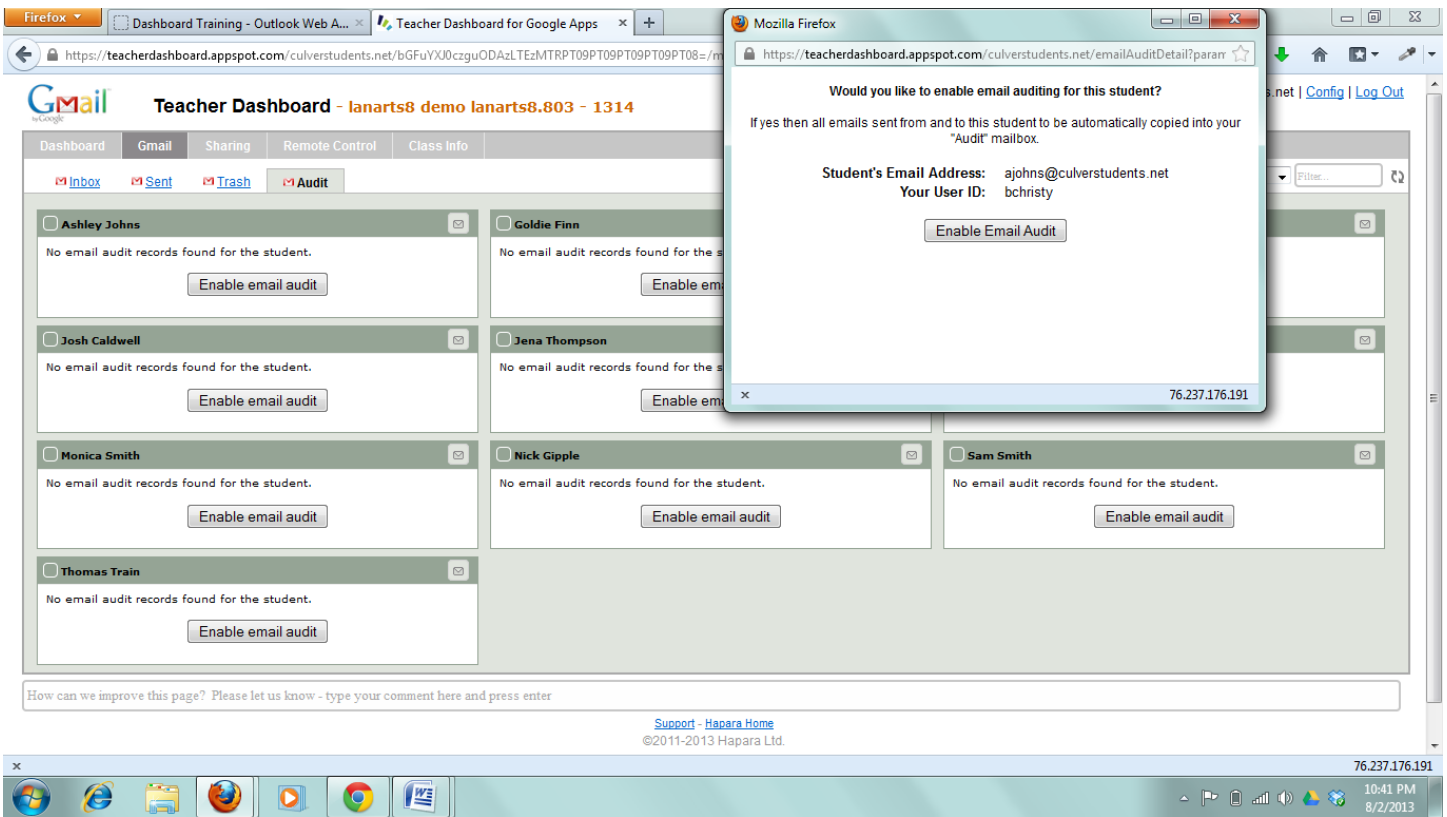 Firefox
Dashboard Training - Outlook Web A...
Teacher Dashboard for Google Apps
https://teacherdashboard.appspot.com/culverstudents.net/
Gmail
by Google
Teacher Dashboard - lanarts8 demo lanarts8.803 - 1314
s.net | Config | Log Out
Dashboard Gmail Sharing Remote Control Class Info
Inbox Sent Trash Audit
Filter...
Ashley Johns
No email audit records found for the student.
Enable email audit
Goldie Finn
No email audit records found for the s
Enable em
Josh Caldwell
No email audit records found for the student.
Enable email audit
Jena Thompson
No email audit records found for the s
Enable em
Monica Smith
No email audit records found for the student.
Enable email audit
Nick Gipple
No email audit records found for the student.
Enable email audit
Sam Smith
No email audit records found for the student.
Enable email audit
Thomas Train
No email audit records found for the student.
Enable email audit
How can we improve this page? Please let us know - type your comment here and press enter
Support - Hapara Home
©2011-2013 Hapara Ltd.
Mozilla Firefox
https://teacherdashboard.appspot.com/culverstudents.net/emailAuditDetail?param
Would you like to enable email auditing for this student?
If yes then all emails sent from and to this student to be automatically copied into your
"Audit" mailbox.
Student's Email Address: ajohns@culverstudents.net
Your User ID: bchristy
Enable Email Audit
x 76.237.176.191
x 76.237.176.191
10:41 PM
8/2/2013